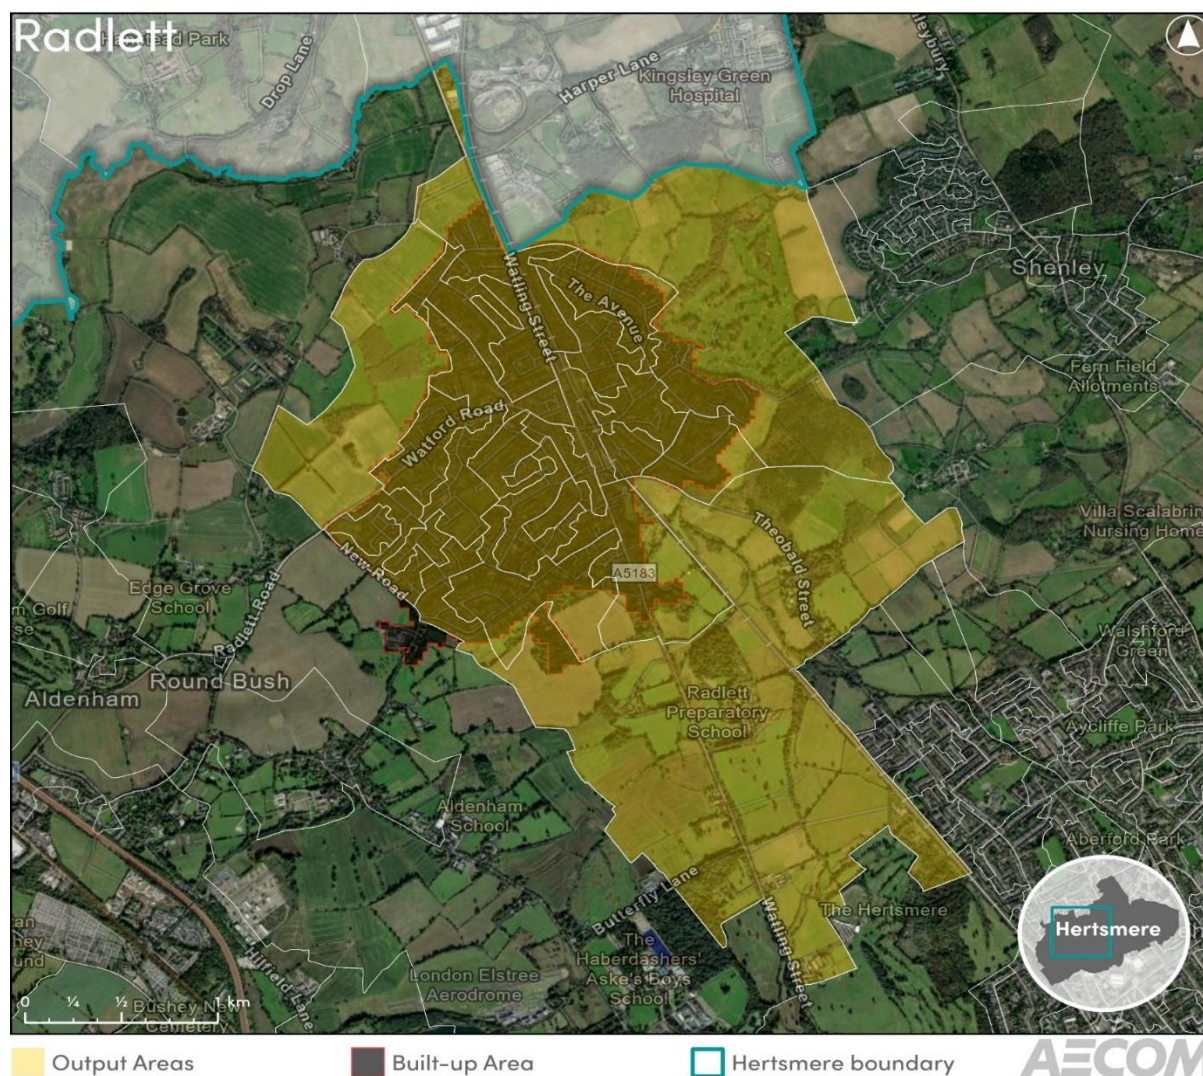 Radlett
Park
Drop Lane
Harper Lane
Kingsley Green
Hospital
Shenley
Watling Street
The Avenue
Fern Field
Allotments
Watford Road
Villa Scalabrini
Nursing Home
Theobald Street
New Road
A5183
Edge Grove
School
Radlett Road
Round Bush
Aldenham
Walshford
Green
Radlett
Preparatory
School
Aycliffe Park
Aldenham
School
Aberford Park
Butterfly Lane
Watling Street
The Hertsmere
Hertsmere
The
Haberdashers'
Aske's Boys
School
London Elstree
Aerodrome
Hilfield Lane
Bushey New
Cemetery
0 ¼ ½ 1 km
Output Areas
Built-up Area
Hertsmere boundary
AECOM